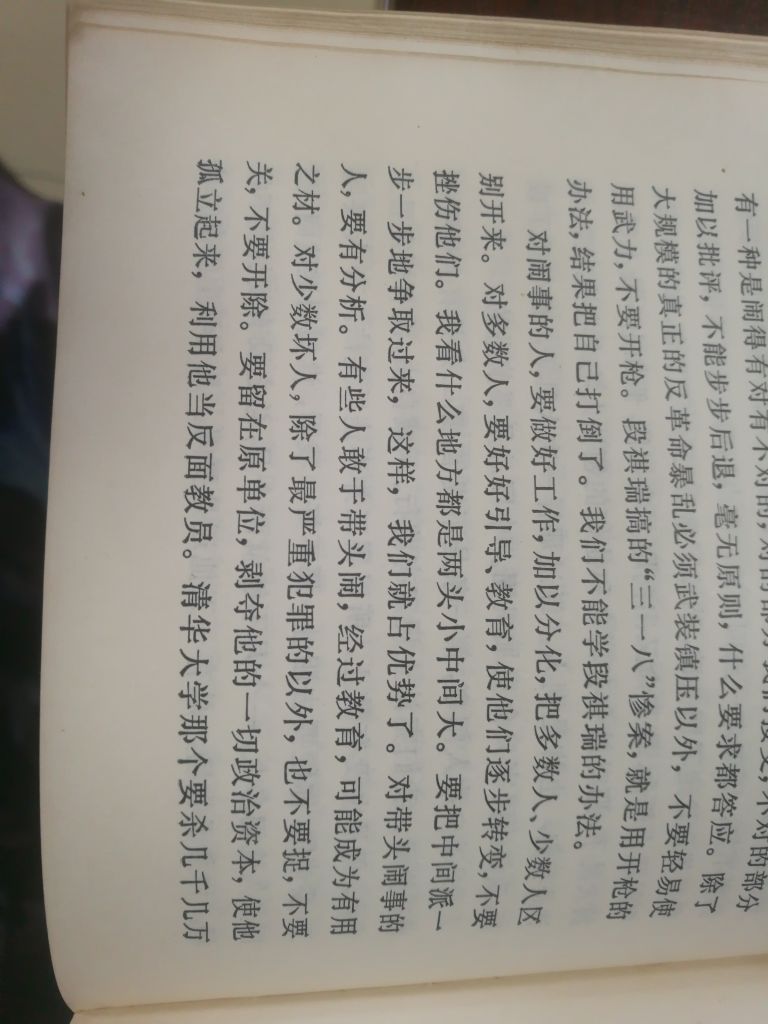 有一种是闹得有对有不对的，对的部分我们接受，不对的部分
加以批评，不能步步后退，毫无原则，什么要求都答应。除了
大规模的真正的反革命暴乱必须武装镇压以外，不要轻易使
用武力，不要开枪。段祺瑞搞的“三一八”惨案，就是用开枪的
办法，结果把自己打倒了。我们不能学段祺瑞的办法。
对闹事的人，要做好工作，加以分化，把多数人、少数人区
别开来。对多数人，要好好引导、教育，使他们逐步转变，不要
挫伤他们。我看什么地方都是两头小中间大。要把中间派一
步一步地争取过来，这样，我们就占优势了。对带头闹事的
人，要有分析。有些人敢于带头闹，经过教育，可能成为有用
之材。对少数坏人，除了最严重犯罪的以外，也不要捉，不要
关，不要开除。要留在原单位，剥夺他的一切政治资本，使他
孤立起来，利用他当反面教员。清华大学那个要杀几千几万